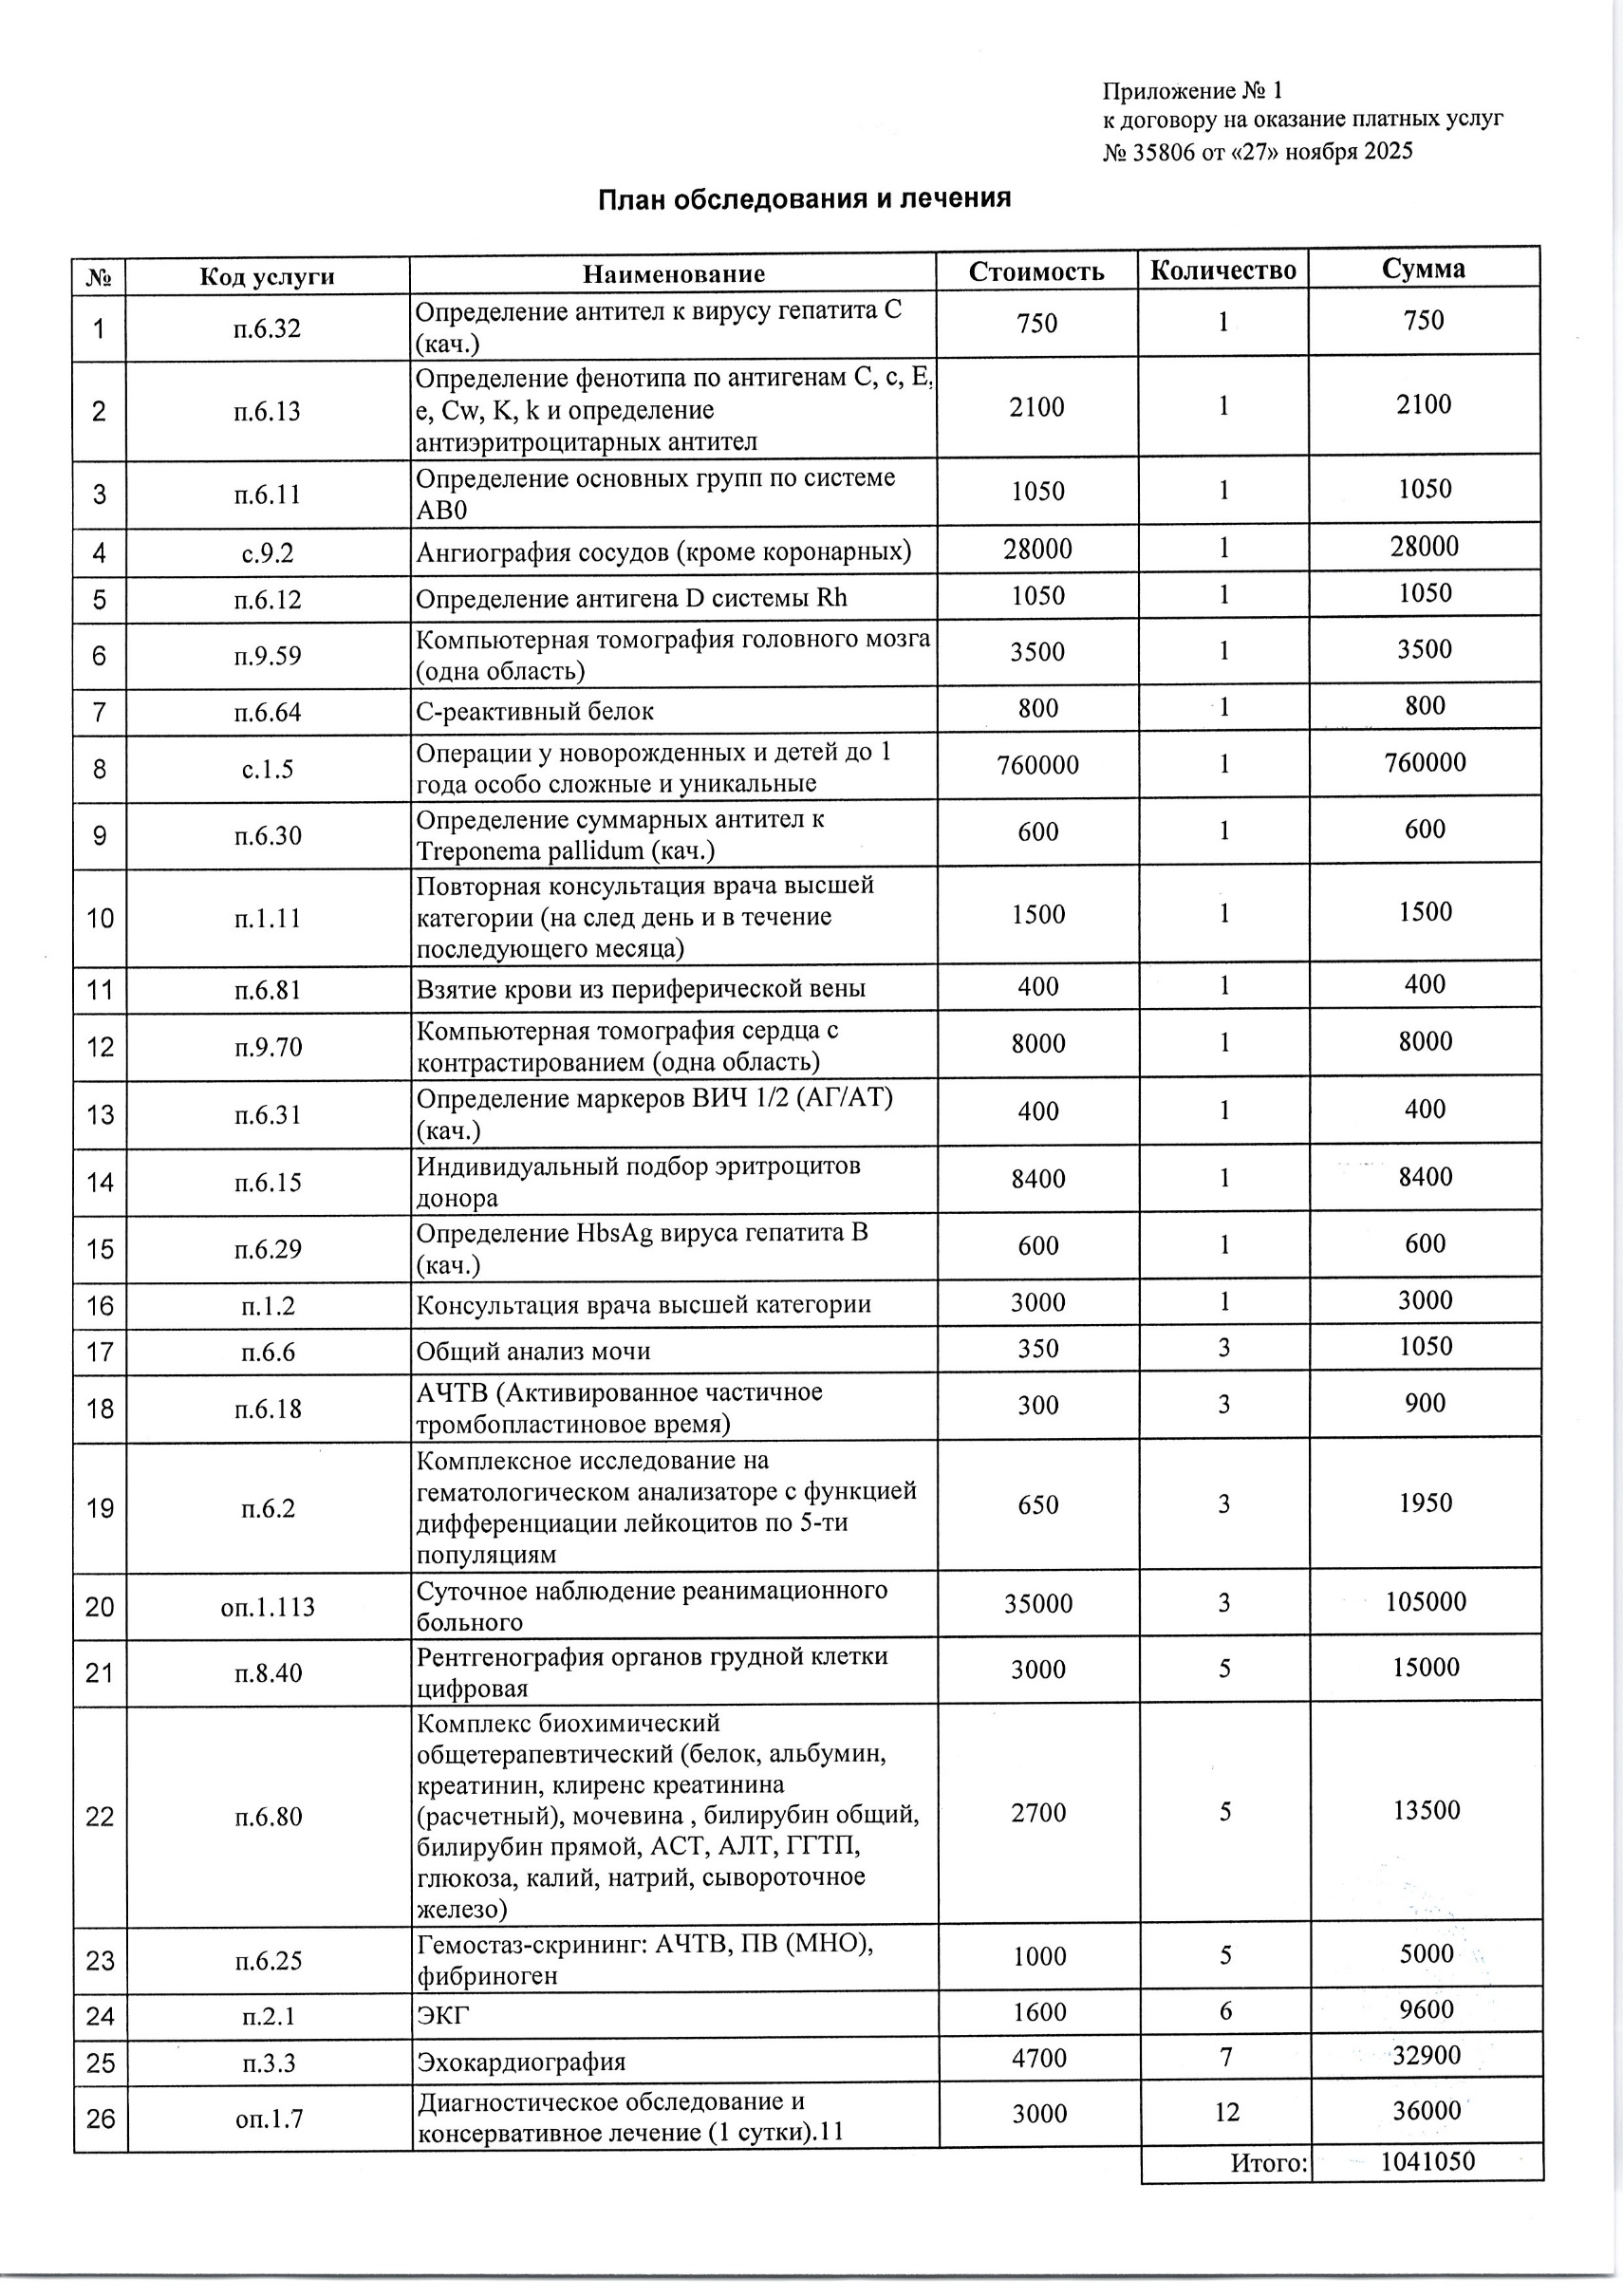 Приложение № 1
к договору на оказание платных услуг
№ 35806 от «27» ноября 2025
План обследования и лечения
№ Код услуги Наименование Стоимость Количество Сумма
1 п.6.32 Определение антител к вирусу гепатита С 750 1 750
(кач.)
2 п.6.13 Определение фенотипа по антигенам C, c, E, 2100 1 2100
e, Cw, K, k и определение
антиэритроцитарных антител
3 п.6.11 Определение основных групп по системе 1050 1 1050
AB0
4 с.9.2 Ангиография сосудов (кроме коронарных) 28000 1 28000
5 п.6.12 Определение антигена D системы Rh 1050 1 1050
6 п.9.59 Компьютерная томография головного мозга 3500 1 3500
(одна область)
7 п.6.64 С-реактивный белок 800 1 800
8 с.1.5 Операции у новорожденных и детей до 1 760000 1 760000
года особо сложные и уникальные
9 п.6.30 Определение суммарных антител к 600 1 600
Treponema pallidum (кач.)
10 п.1.11 Повторная консультация врача высшей 1500 1 1500
категории (на след день и в течение
последующего месяца)
11 п.6.81 Взятие крови из периферической вены 400 1 400
12 п.9.70 Компьютерная томография сердца с 8000 1 8000
контрастированием (одна область)
13 п.6.31 Определение маркеров ВИЧ 1/2 (АГ/АТ) 400 1 400
(кач.)
14 п.6.15 Индивидуальный подбор эритроцитов 8400 1 8400
донора
15 п.6.29 Определение HbsAg вируса гепатита В 600 1 600
(кач.)
16 п.1.2 Консультация врача высшей категории 3000 1 3000
17 п.6.6 Общий анализ мочи 350 3 1050
18 п.6.18 АЧТВ (Активированное частичное 300 3 900
тромбопластиновое время)
19 п.6.2 Комплексное исследование на 650 3 1950
гематологическом анализаторе с функцией
дифференциации лейкоцитов по 5-ти
популяциям
20 оп.1.113 Суточное наблюдение реанимационного 35000 3 105000
больного
21 п.8.40 Рентгенография органов грудной клетки 3000 5 15000
цифровая
22 п.6.80 Комплекс биохимический 2700 5 13500
общетерапевтический (белок, альбумин,
креатинин, клиренс креатинина
(расчетный), мочевина , билирубин общий,
билирубин прямой, АСТ, АЛТ, ГГТП,
глюкоза, калий, натрий, сывороточное
железо)
23 п.6.25 Гемостаз-скрининг: АЧТВ, ПВ (МНО), 1000 5 5000
фибриноген
24 п.2.1 ЭКГ 1600 6 9600
25 п.3.3 Эхокардиография 4700 7 32900
26 оп.1.7 Диагностическое обследование и 3000 12 36000
консервативное лечение (1 сутки).11
Итого: 1041050